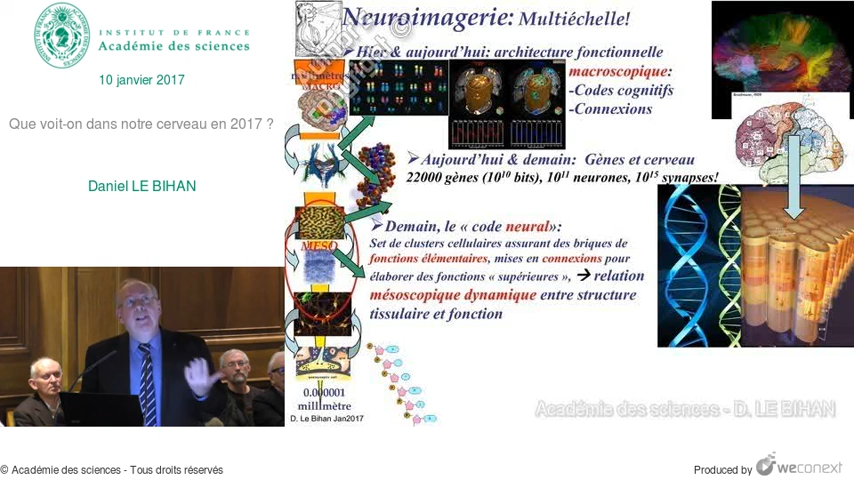 INSTITUT DE FRANCE
Académie des sciences
10 janvier 2017
Que voit-on dans notre cerveau en 2017 ?
Daniel LE BIHAN
Neuroimagerie: Multiéchelle!
Hier & aujourd'hui: architecture fonctionnelle
macroscopique:
-Codes cognitifs
-Connexions
MACRO
Aujourd'hui & demain: Gènes et cerveau
22000 gènes (10¹⁰ bits), 10¹¹ neurones, 10¹⁵ synapses!
Demain, le « code neural»:
Set de clusters cellulaires assurant des briques de
fonctions élémentaires, mises en connexions pour
élaborer des fonctions « supérieures », → relation
mésoscopique dynamique entre structure
tissulaire et fonction
MESO
0.000001
millimètre
D. Le Bihan Jan2017
Académie des sciences - D. LE BIHAN
© Académie des sciences - Tous droits réservés
Produced by weconext